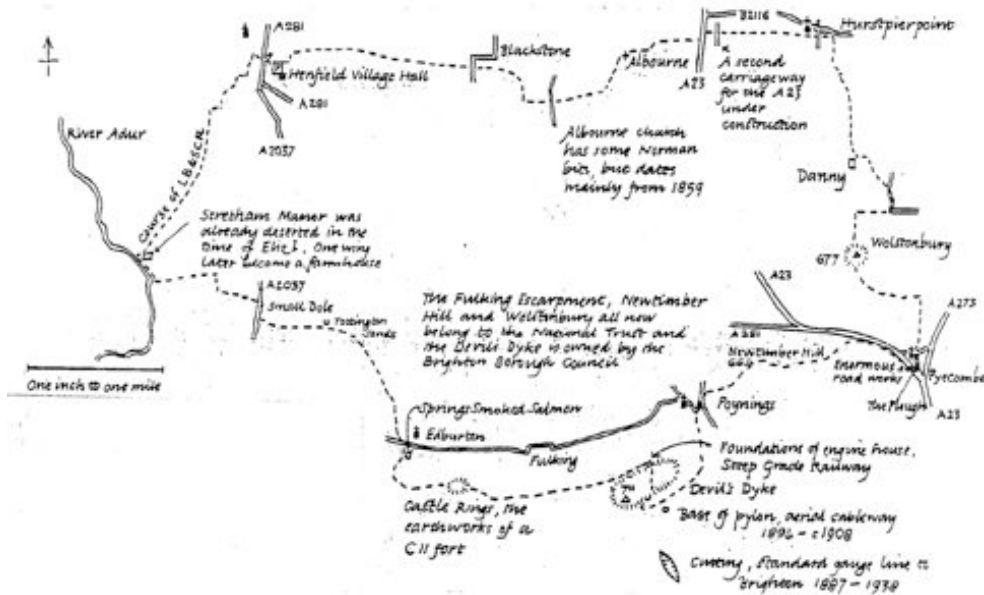 A281
B2116
Hurstpierpoint
Blackstone
Henfield Village Hall
Albourne
A23
A second
carriageway
for the A23
under
construction
A281
A2037
River Adur
Course of LB&SCR
Albourne church
has some Norman
bits, but dates
mainly from 1859
Danny
Stretham Manor was
already deserted in the
time of Eliz I. One wing
later became a farmhouse
Wolstonbury
677
A2037
Small Dole
Tottington
Sands
The Fulking Escarpment, Newtimber
Hill and Wolstonbury all now
belong to the National Trust and
the Devils Dyke is owned by the
Brighton Borough Council
A23
A273
A281
Newtimber Hill
Enormous
road works
Pyecombe
The Plough
A23
One inch to one mile
Springs Smoked Salmon
Edburton
Poynings
Fulking
Foundations of engine house,
Steep Grade Railway
Devil's Dyke
Castle Rings, the
earthworks of a
C11 fort
Base of pylon, aerial cableway
1894 - c1908
Cutting, standard gauge line to
Brighton 1887 - 1938